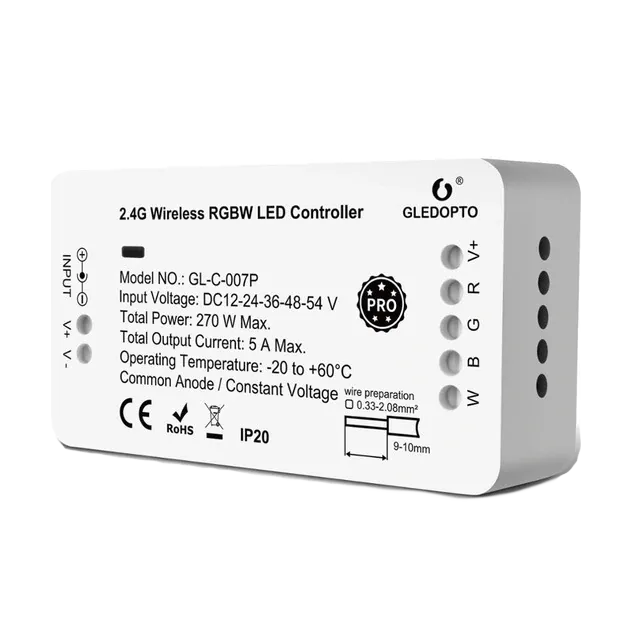 2.4G Wireless RGBW LED Controller
GLEDOPTO®
INPUT
V+
V-
Model NO.: GL-C-007P
Input Voltage: DC12-24-36-48-54 V
Total Power: 270 W Max.
Total Output Current: 5 A Max.
Operating Temperature: -20 to +60°C
Common Anode / Constant Voltage
PRO
V+
R
G
B
W
wire preparation
0.33-2.08mm²
9-10mm
CE
RoHS
IP20